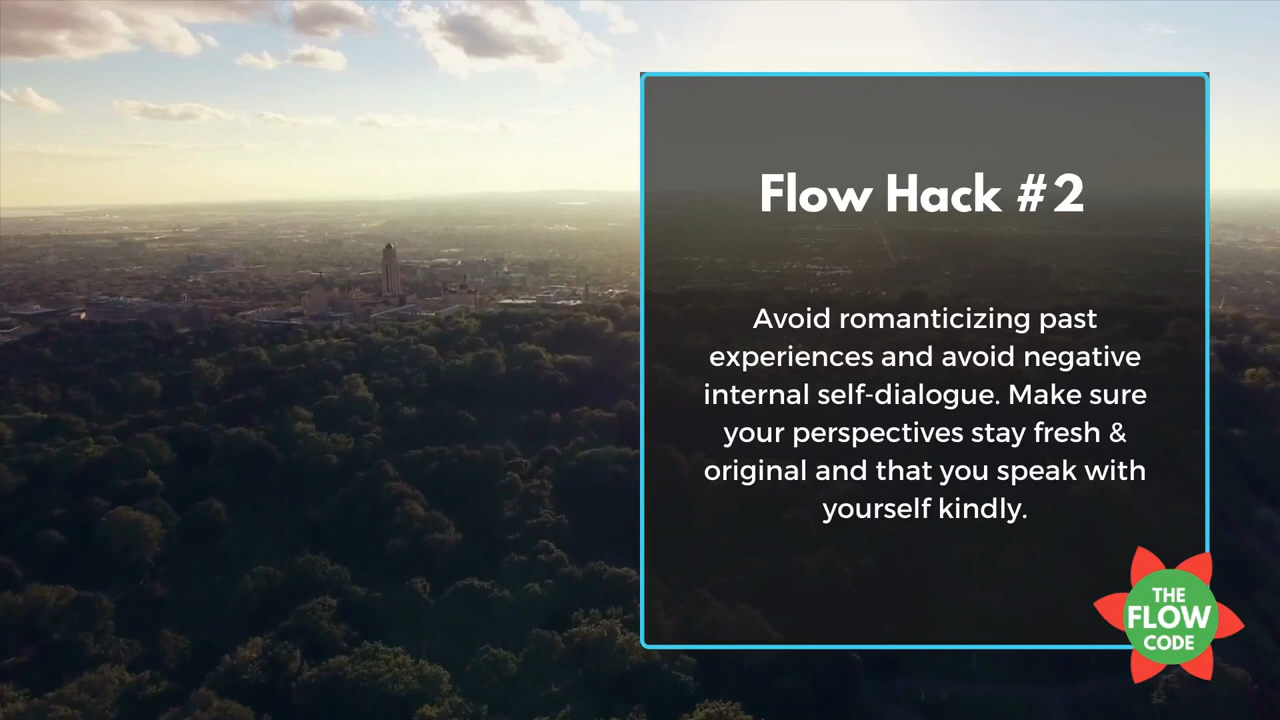 Flow Hack #2
Avoid romanticizing past
experiences and avoid negative
internal self-dialogue. Make sure
your perspectives stay fresh &
original and that you speak with
yourself kindly.
THE
FLOW
CODE